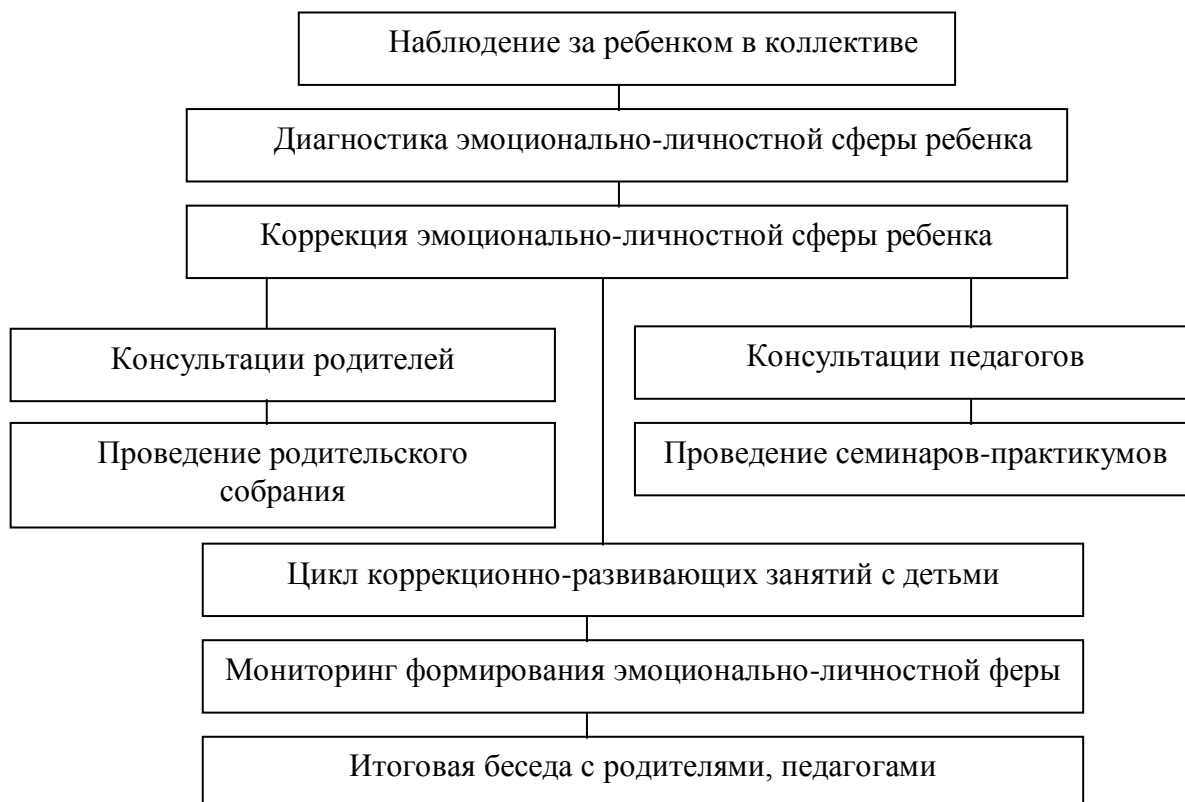 Наблюдение за ребенком в коллективе
Диагностика эмоционально-личностной сферы ребенка
Коррекция эмоционально-личностной сферы ребенка
Консультации родителей
Консультации педагогов
Проведение родительского
собрания
Проведение семинаров-практикумов
Цикл коррекционно-развивающих занятий с детьми
Мониторинг формирования эмоционально-личностной феры
Итоговая беседа с родителями, педагогами